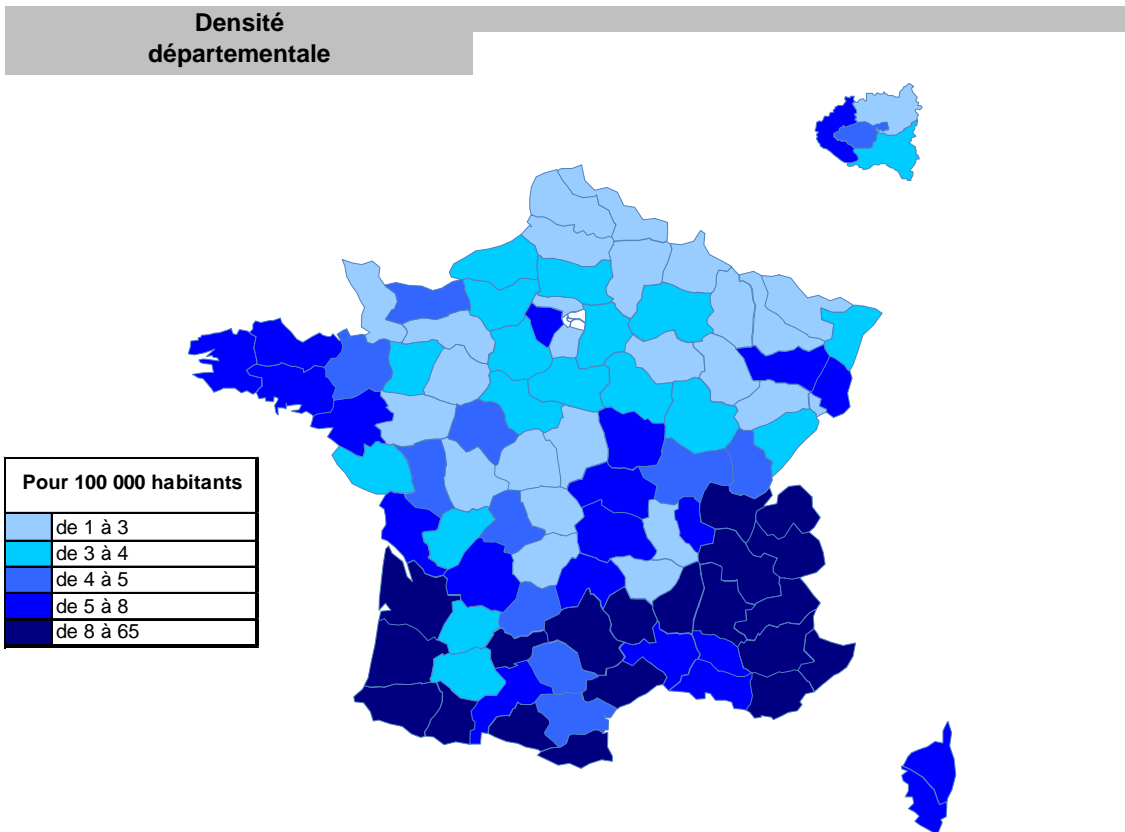 Densité
départementale
Pour 100 000 habitants
de 1 à 3
de 3 à 4
de 4 à 5
de 5 à 8
de 8 à 65